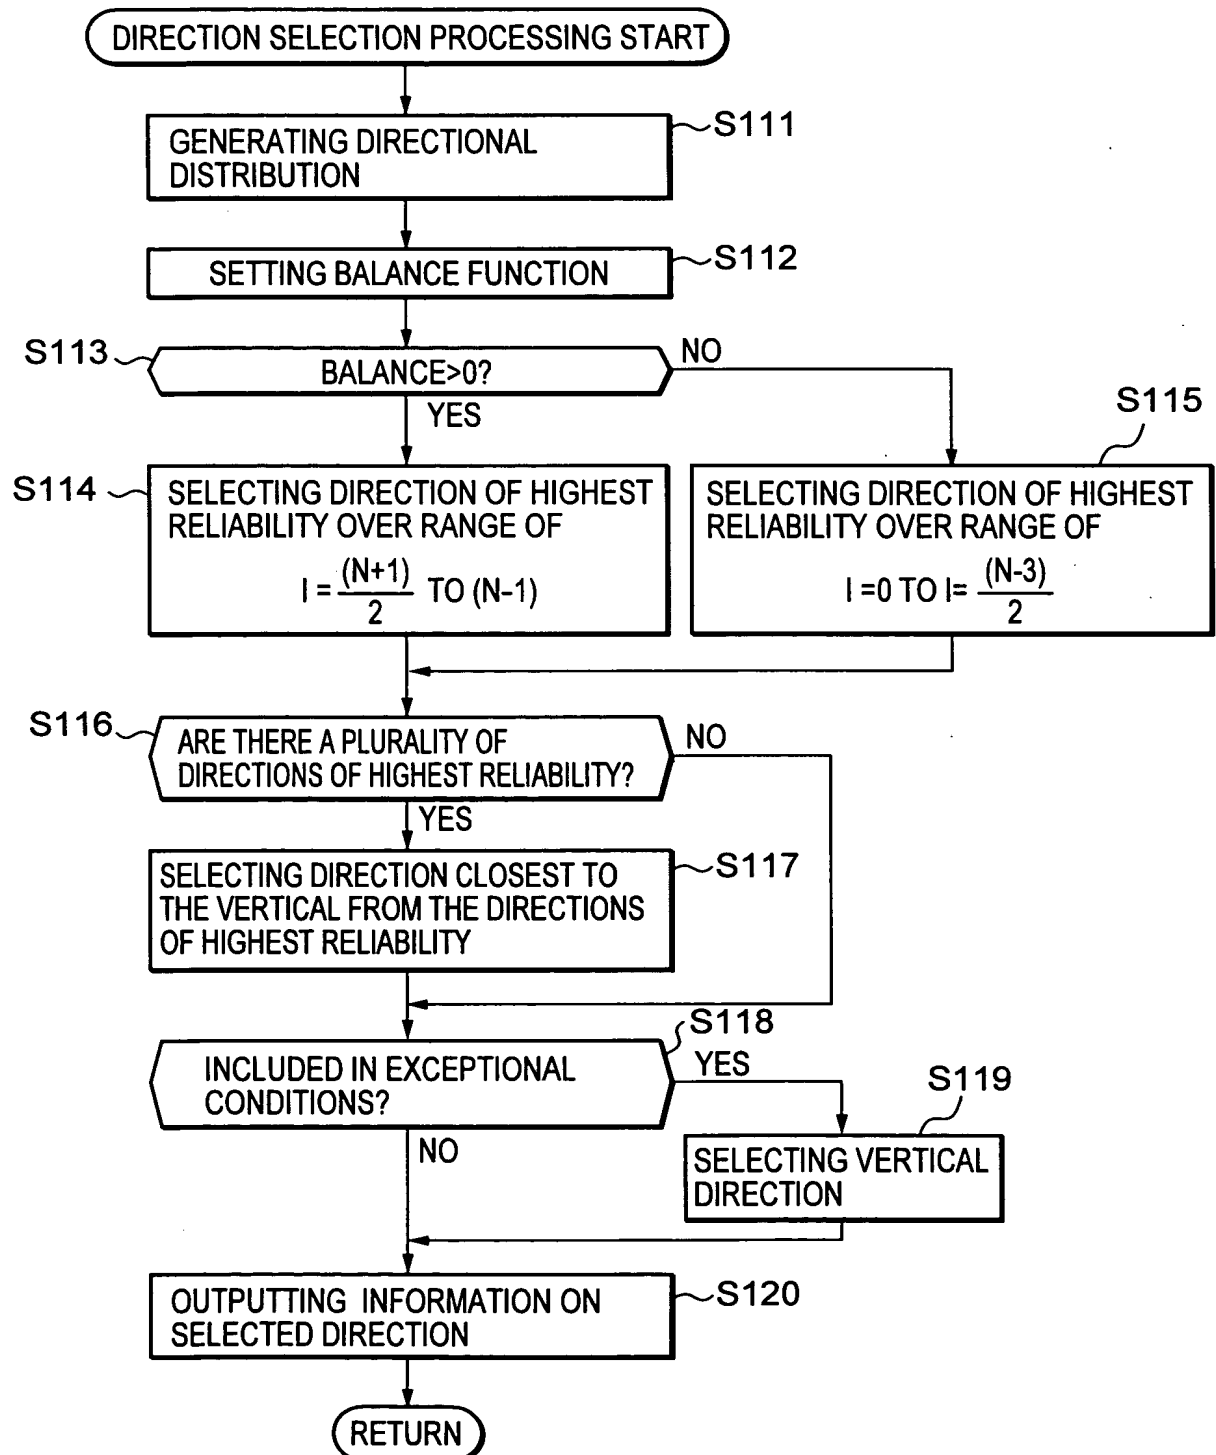 DIRECTION SELECTION PROCESSING START
S111
GENERATING DIRECTIONAL
DISTRIBUTION
S112
SETTING BALANCE FUNCTION
S113
BALANCE>0?
NO
YES
S115
S114
SELECTING DIRECTION OF HIGHEST
RELIABILITY OVER RANGE OF
I = (N+1)/2 TO (N-1)
SELECTING DIRECTION OF HIGHEST
RELIABILITY OVER RANGE OF
I =0 TO I= (N-3)/2
S116
ARE THERE A PLURALITY OF
DIRECTIONS OF HIGHEST RELIABILITY?
NO
YES
S117
SELECTING DIRECTION CLOSEST TO
THE VERTICAL FROM THE DIRECTIONS
OF HIGHEST RELIABILITY
S118
INCLUDED IN EXCEPTIONAL
CONDITIONS?
YES
NO
S119
SELECTING VERTICAL
DIRECTION
S120
OUTPUTTING INFORMATION ON
SELECTED DIRECTION
RETURN